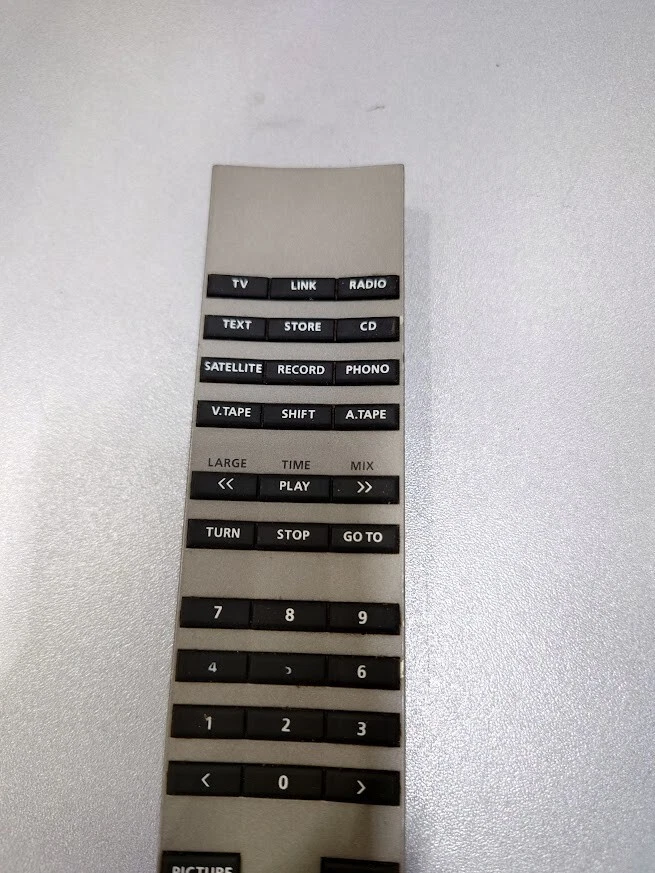 TV LINK RADIO
TEXT STORE CD
SATELLITE RECORD PHONO
V.TAPE SHIFT A.TAPE
LARGE TIME MIX
<< PLAY >>
TURN STOP GO TO
7 8 9
4 6
1 2 3
< 0 >
PICTURE